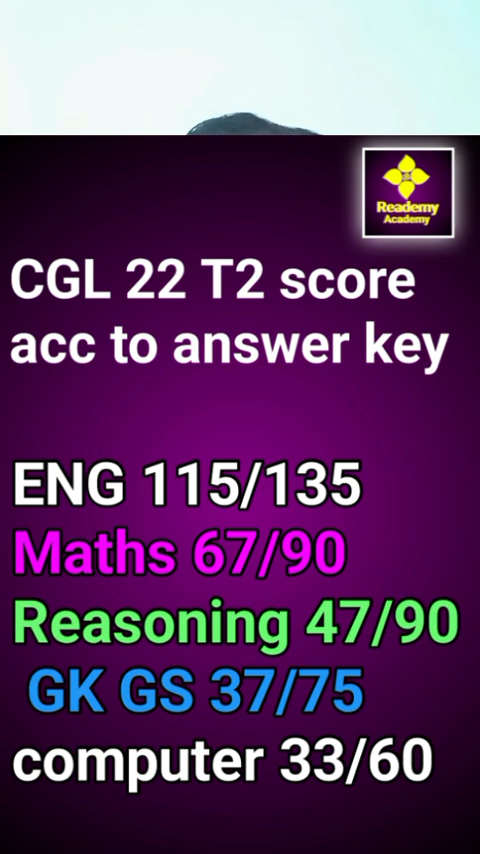 Reademy
Academy
CGL 22 T2 score
acc to answer key
ENG 115/135
Maths 67/90
Reasoning 47/90
GK GS 37/75
computer 33/60